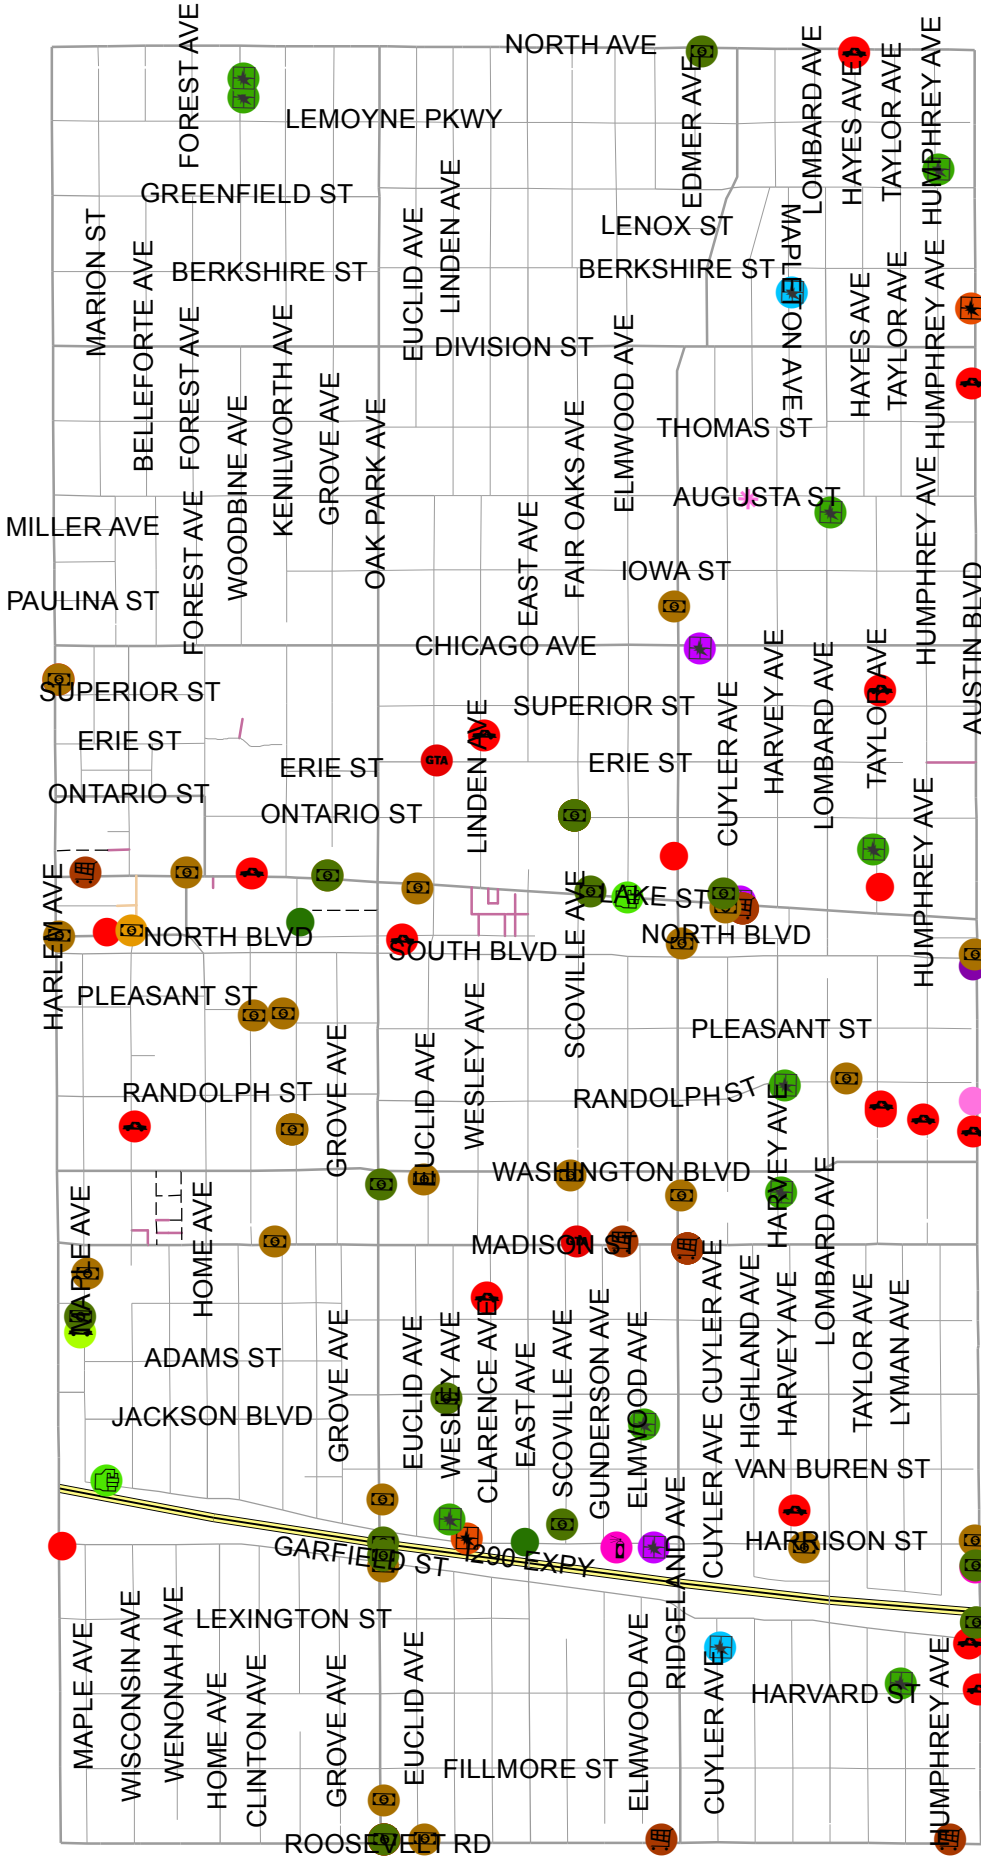 FOREST AVE
NORTH AVE
EDMER AVE
LOMBARD AVE
HAYES AVE
TAYLOR AVE
HUMPHREY AVE
LEMOYNE PKWY
GREENFIELD ST
LENOX ST
MARION ST
BELLEFORTE AVE
BERKSHIRE ST
EUCLID AVE
LINDEN AVE
BERKSHIRE ST
MAPLETON AVE
HAYES AVE
TAYLOR AVE
HUMPHREY AVE
FOREST AVE
WOODBINE AVE
KENILWORTH AVE
GROVE AVE
OAK PARK AVE
DIVISION ST
FAIR OAKS AVE
ELMWOOD AVE
THOMAS ST
AUGUSTA ST
MILLER AVE
FOREST AVE
EAST AVE
HUMPHREY AVE
IOWA ST
PAULINA ST
AUSTIN BLVD
CHICAGO AVE
SUPERIOR ST
SUPERIOR ST
CUYLER AVE
HARVEY AVE
LOMBARD AVE
TAYLOR AVE
ERIE ST
ERIE ST
GTA
LINDEN AVE
ERIE ST
ONTARIO ST
ONTARIO ST
HUMPHREY AVE
HARLEM AVE
SCOVILLE AVE
LAKE ST
NORTH BLVD
SOUTH BLVD
NORTH BLVD
PLEASANT ST
WESLEY AVE
PLEASANT ST
RANDOLPH ST
GROVE AVE
EUCLID AVE
RANDOLPH ST
HARVEY AVE
WASHINGTON BLVD
MAPLE AVE
HOME AVE
MADISON ST
GTA
CUYLER AVE
HIGHLAND AVE
HARVEY AVE
LOMBARD AVE
TAYLOR AVE
LYMAN AVE
ADAMS ST
GROVE AVE
EUCLID AVE
WESLEY AVE
CLARENCE AVE
EAST AVE
SCOVILLE AVE
GUNDERSON AVE
ELMWOOD AVE
JACKSON BLVD
VAN BUREN ST
CUYLER AVE
RIDGELAND AVE
HARRISON ST
GARFIELD ST
I290 EXPY
LEXINGTON ST
MAPLE AVE
WISCONSIN AVE
WENONAH AVE
HOME AVE
CLINTON AVE
GROVE AVE
EUCLID AVE
ELMWOOD AVE
CUYLER AVE
HARVARD ST
HUMPHREY AVE
FILLMORE ST
ROOSEVELT RD